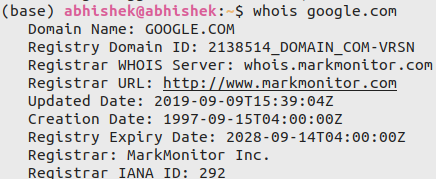 (base) abhishek@abhishek:~$ whois google.com
Domain Name: GOOGLE.COM
Registry Domain ID: 2138514_DOMAIN_COM-VRSN
Registrar WHOIS Server: whois.markmonitor.com
Registrar URL: http://www.markmonitor.com
Updated Date: 2019-09-09T15:39:04Z
Creation Date: 1997-09-15T04:00:00Z
Registry Expiry Date: 2028-09-14T04:00:00Z
Registrar: MarkMonitor Inc.
Registrar IANA ID: 292